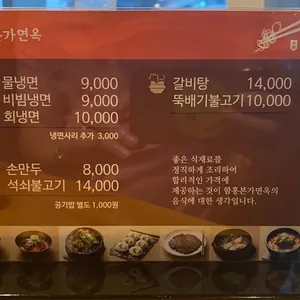 본가면옥
물냉면 9,000
비빔냉면 9,000
회냉면 10,000
냉면사리 추가 3,000
손만두 8,000
석쇠불고기 14,000
공기밥 별도 1,000원
갈비탕 14,000
뚝배기불고기 10,000
좋은 식재료를
정직하게 조리하여
합리적인 가격에
제공하는 것이 함흥본가면옥의
음식에 대한 생각입니다.